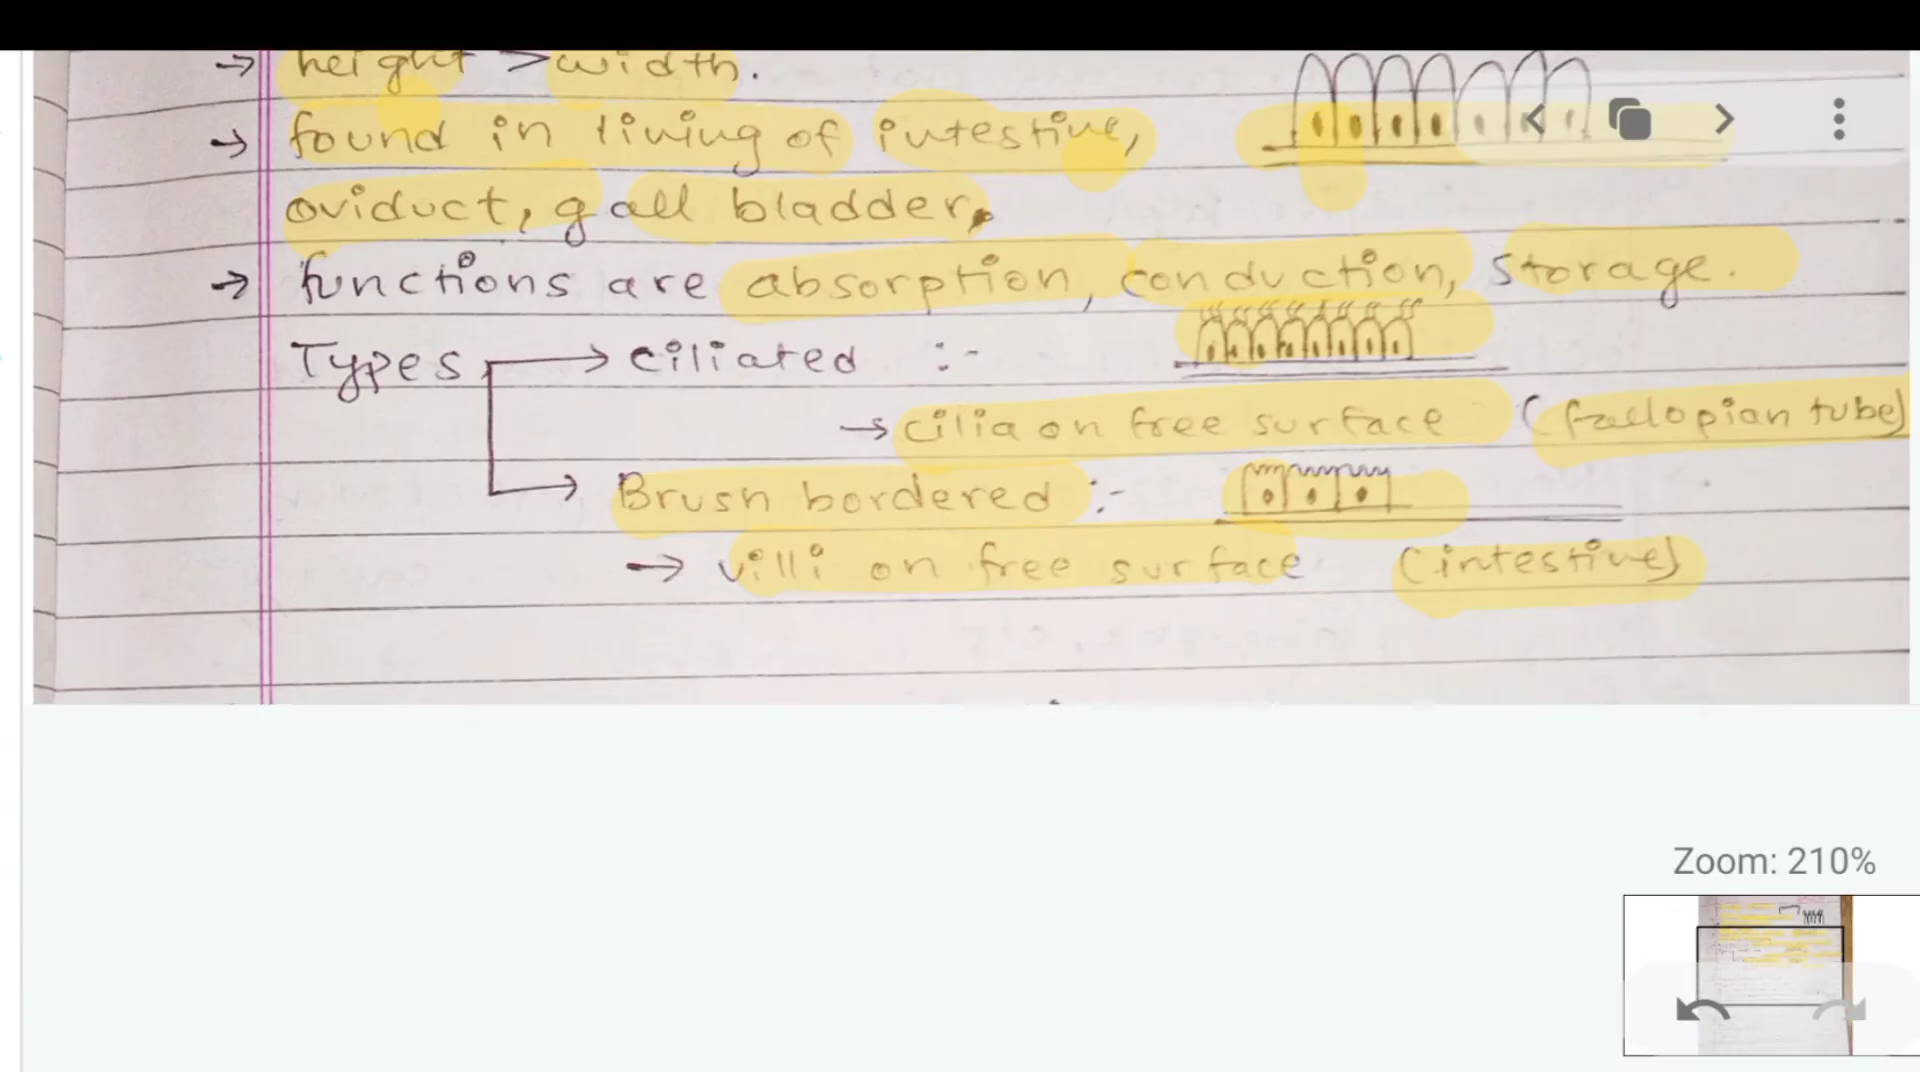 → height > width.
→ found in living of intestine,
oviduct, gall bladder,
→ functions are absorption, conduction, storage.
Types → ciliated :-
→ cilia on free surface (fallopian tube)
→ Brush bordered :-
→ villi on free surface (intestine)
Zoom: 210%